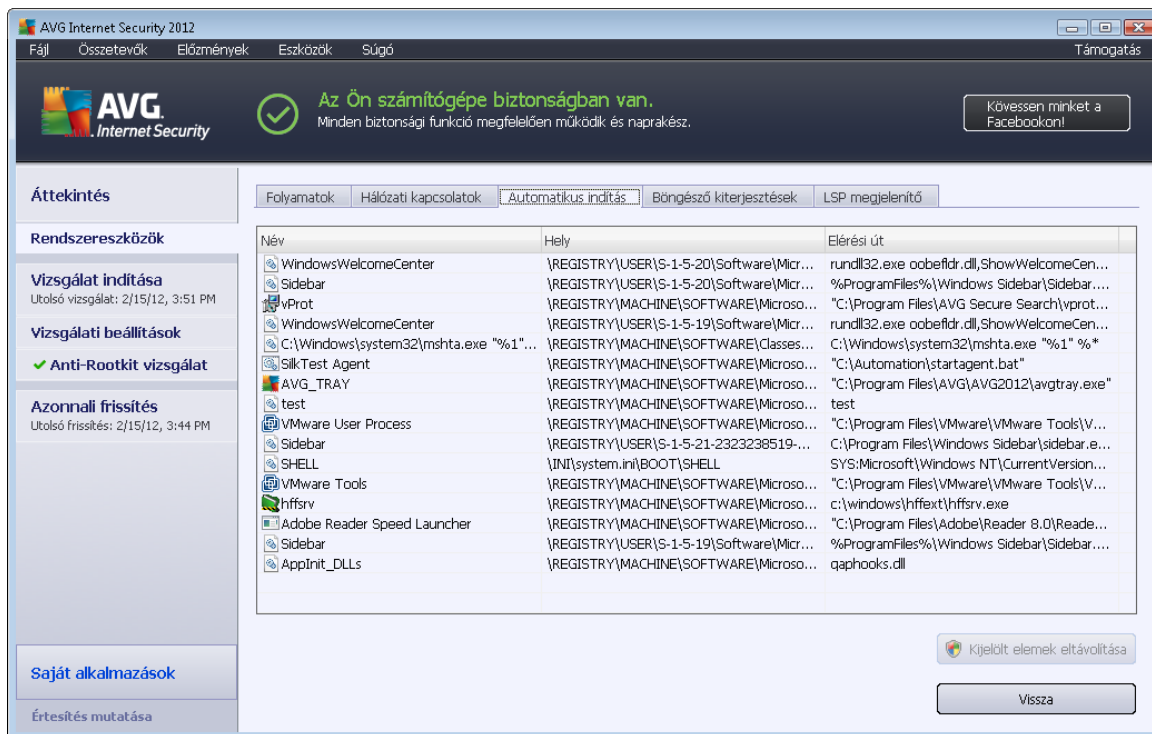 AVG Internet Security 2012
Fájl Összetevők Előzmények Eszközök Súgó Támogatás
AVG.
Internet Security
Az Ön számítógépe biztonságban van.
Minden biztonsági funkció megfelelően működik és naprakész.
Kövessen minket a
Facebookon!
Áttekintés
Rendszereszközök
Vizsgálat indítása
Utolsó vizsgálat: 2/15/12, 3:51 PM
Vizsgálati beállítások
Anti-Rootkit vizsgálat
Azonnali frissítés
Utolsó frissítés: 2/15/12, 3:44 PM
Saját alkalmazások
Értesítés mutatása
Folyamatok Hálózati kapcsolatok Automatikus indítás Böngésző kiterjesztések LSP megjelenítő
Név Hely Elérési út
WindowsWelcomeCenter \REGISTRY\USER\S-1-5-20\Software\Micr... rundll32.exe oobefldr.dll,ShowWelcomeCen...
Sidebar \REGISTRY\USER\S-1-5-20\Software\Micr... %ProgramFiles%\Windows Sidebar\Sidebar....
vProt \REGISTRY\MACHINE\SOFTWARE\Microso... "C:\Program Files\AVG Secure Search\vprot...
WindowsWelcomeCenter \REGISTRY\USER\S-1-5-19\Software\Micr... rundll32.exe oobefldr.dll,ShowWelcomeCen...
C:\Windows\system32\mshta.exe "%1"... \REGISTRY\MACHINE\SOFTWARE\Classes... C:\Windows\system32\mshta.exe "%1" %*
SilkTest Agent \REGISTRY\MACHINE\SOFTWARE\Microso... "C:\Automation\startagent.bat"
AVG_TRAY \REGISTRY\MACHINE\SOFTWARE\Microso... "C:\Program Files\AVG\AVG2012\avgtray.exe"
test \REGISTRY\MACHINE\SOFTWARE\Microso... test
VMware User Process \REGISTRY\MACHINE\SOFTWARE\Microso... "C:\Program Files\VMware\VMware Tools\V...
Sidebar \REGISTRY\USER\S-1-5-21-2323238519-... C:\Program Files\Windows Sidebar\sidebar.e...
SHELL \INI\system.ini\BOOT\SHELL SYS:Microsoft\Windows NT\CurrentVersion...
VMware Tools \REGISTRY\MACHINE\SOFTWARE\Microso... "C:\Program Files\VMware\VMware Tools\V...
hffsrv \REGISTRY\MACHINE\SOFTWARE\Microso... c:\windows\hffext\hffsrv.exe
Adobe Reader Speed Launcher \REGISTRY\MACHINE\SOFTWARE\Microso... "C:\Program Files\Adobe\Reader 8.0\Reade...
Sidebar \REGISTRY\USER\S-1-5-19\Software\Micr... %ProgramFiles%\Windows Sidebar\Sidebar....
AppInit_DLLs \REGISTRY\MACHINE\SOFTWARE\Microso... qaphooks.dll
Kijelölt elemek eltávolítása
Vissza